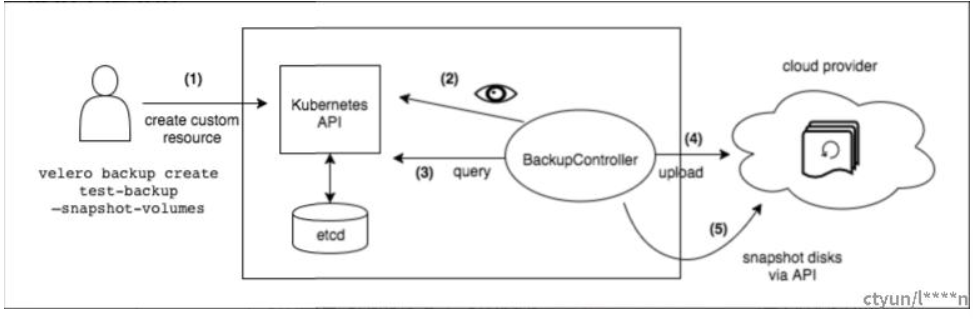 (1)
create custom
resource
velero backup create
test-backup
—snapshot-volumes
Kubernetes
API
etcd
(2)
(3)
query
BackupController
(4)
upload
(5)
cloud provider
snapshot disks
via API
ctyun/l****n